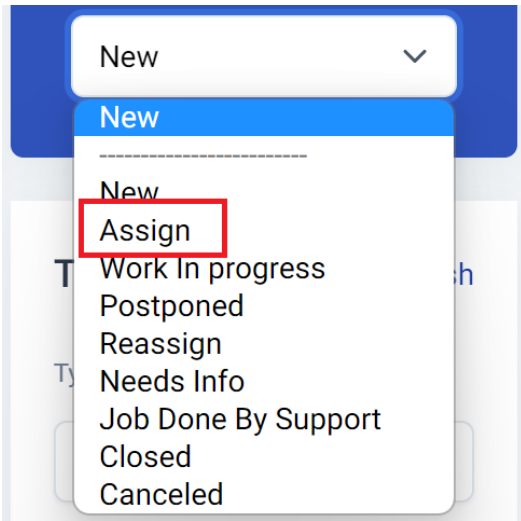 New
New
-------------------------
New
Assign
Work In progress
Postponed
Reassign
Needs Info
Job Done By Support
Closed
Canceled